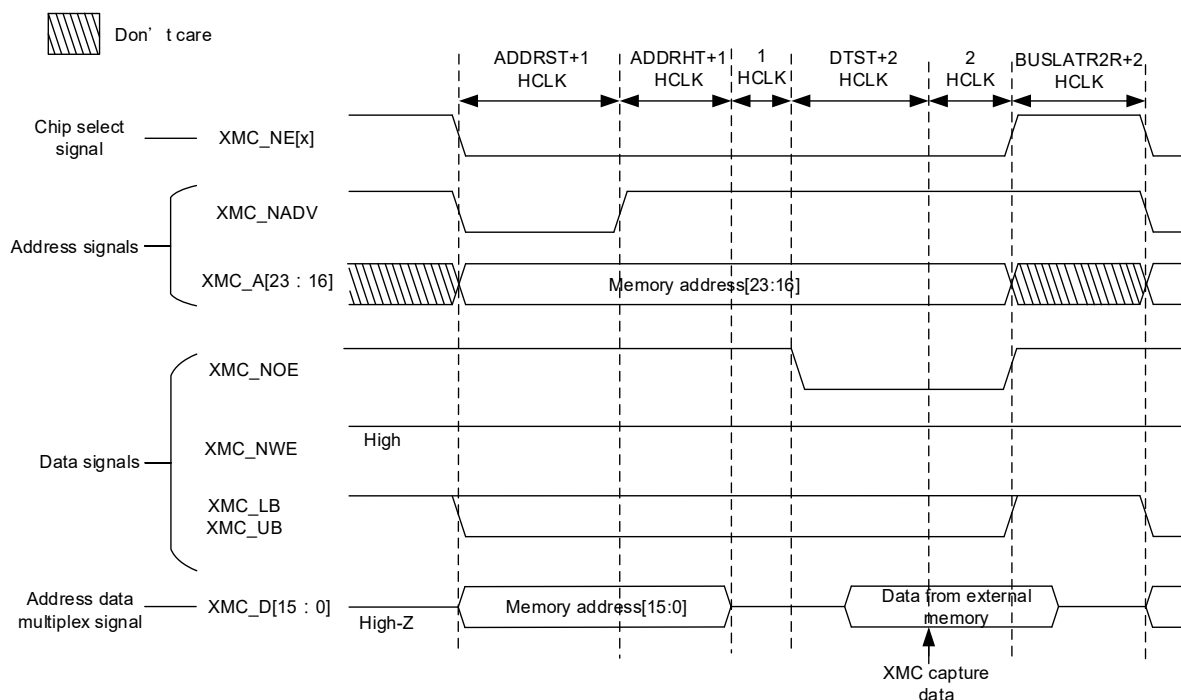 Don’t care
ADDRST+1
HCLK
ADDRHT+1
HCLK
1
HCLK
DTST+2
HCLK
2
HCLK
BUSLATR2R+2
HCLK
Chip select
signal
XMC_NE[x]
Address signals
XMC_NADV
XMC_A[23 : 16]
Memory address[23:16]
Data signals
XMC_NOE
XMC_NWE
High
XMC_LB
XMC_UB
Address data
multiplex signal
XMC_D[15 : 0]
High-Z
Memory address[15:0]
Data from external
memory
XMC capture
data